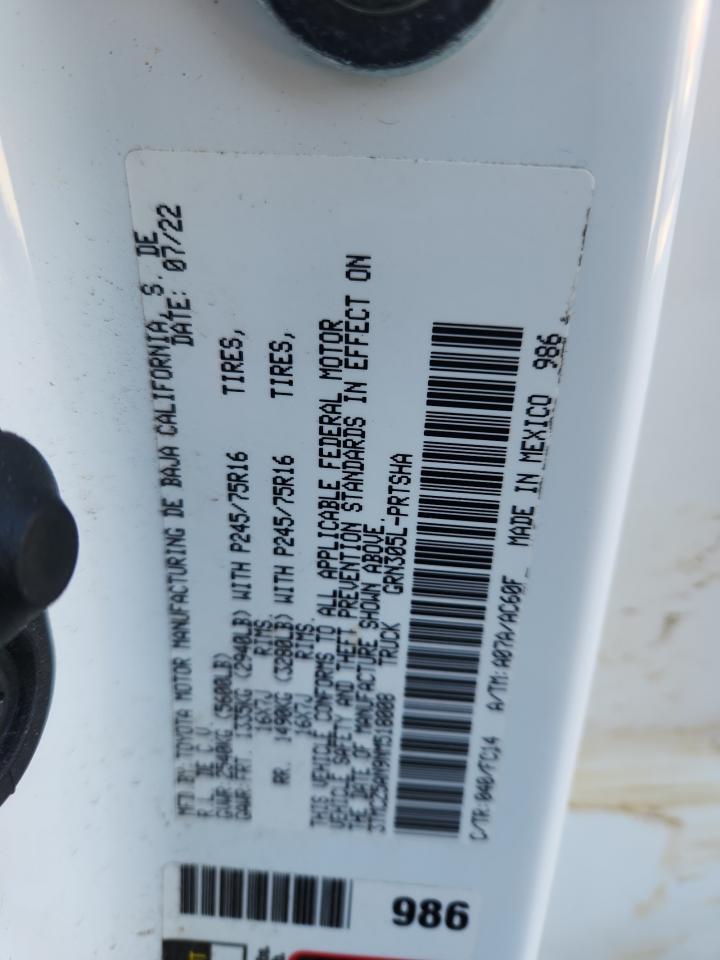 MFD.BY: TOYOTA MOTOR MANUFACTURING DE BAJA CALIFORNIA, S. DE
R.L. DE C.V. DATE: 07/22
GVWR 2540KG (5600LB)
GAWR FRT. 1335KG (2940LB) WITH P245/75R16 TIRES,
16X7J RIMS,
RR. 1490KG (3280LB) WITH P245/75R16 TIRES,
16X7J RIMS.
THIS VEHICLE CONFORMS TO ALL APPLICABLE FEDERAL MOTOR
VEHICLE SAFETY AND THEFT PREVENTION STANDARDS IN EFFECT ON
THE DATE OF MANUFACTURE SHOWN ABOVE.
TRUCK GRN305L-PRTSHA
C/TR: 040/FC14 A/TM: A07A/AC60F MADE IN MEXICO 986
986